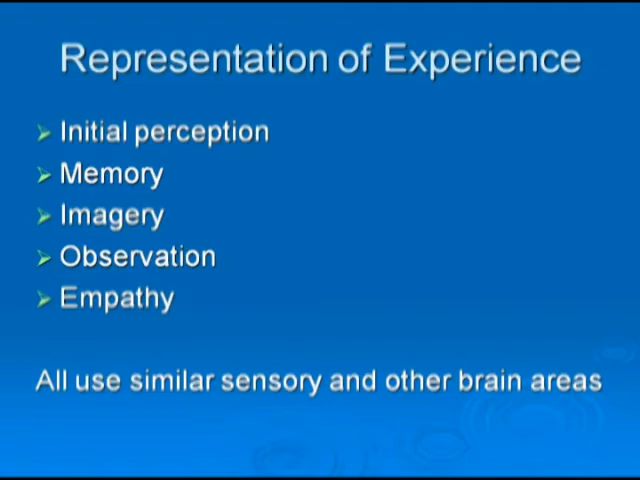 Representation of Experience
Initial perception
Memory
Imagery
Observation
Empathy
All use similar sensory and other brain areas